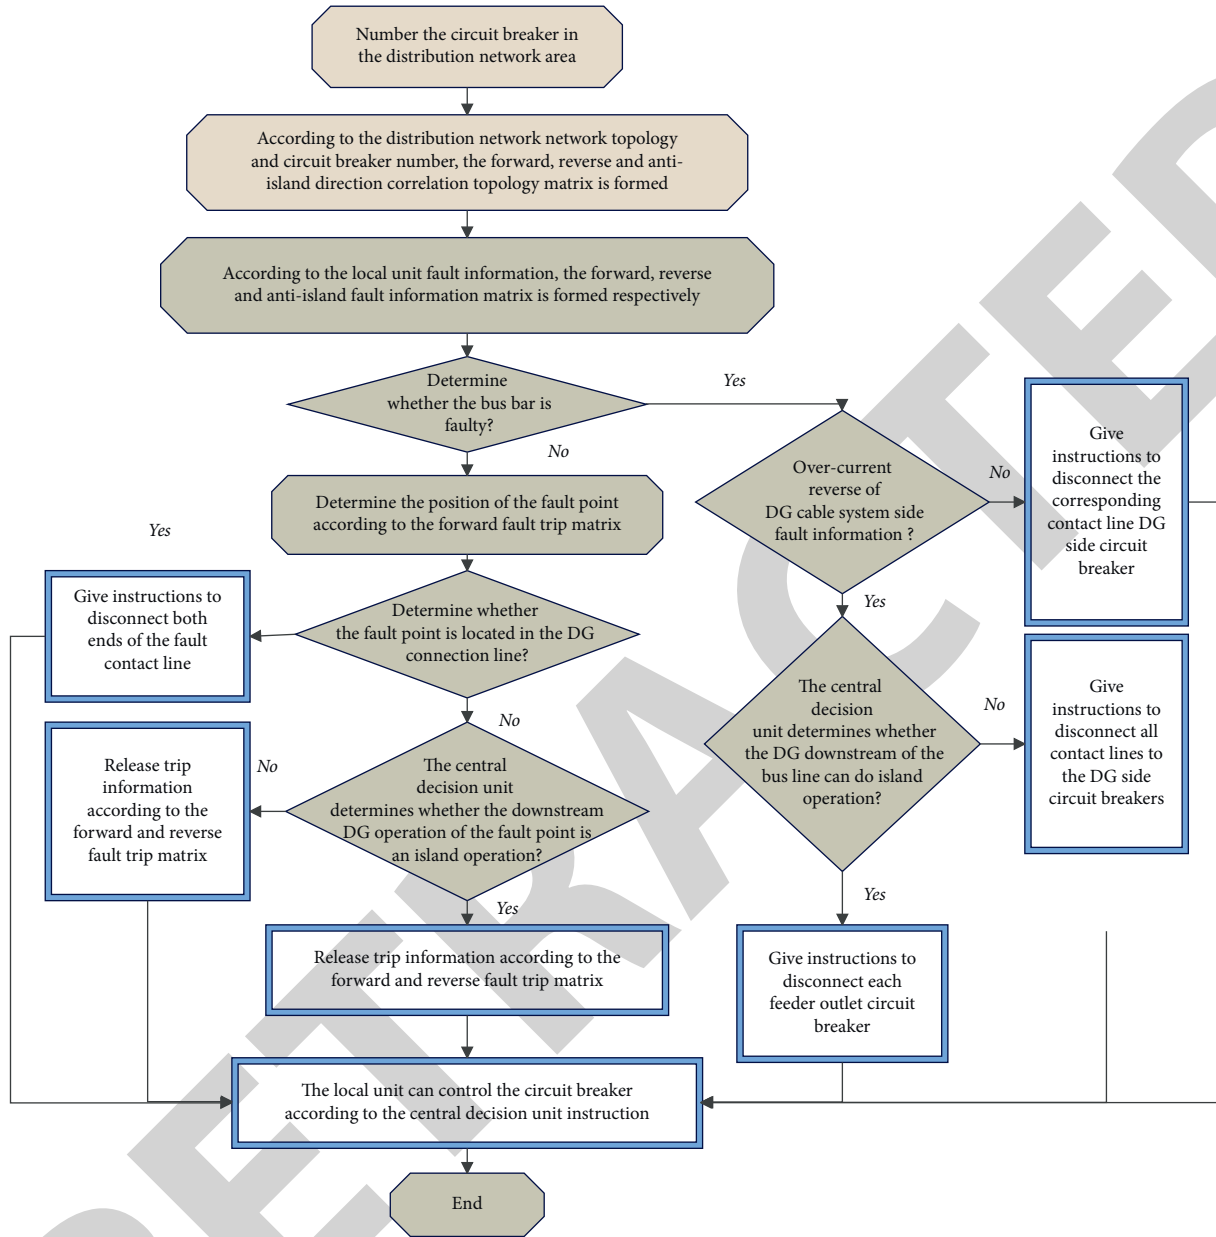 Number the circuit breaker in
the distribution network area
According to the distribution network network topology
and circuit breaker number, the forward, reverse and anti-
island direction correlation topology matrix is formed
According to the local unit fault information, the forward, reverse
and anti-island fault information matrix is formed respectively
Determine
whether the bus bar is
faulty?
Yes
No
Over-current
reverse of
DG cable system side
fault information ?
No
Give
instructions to
disconnect the
corresponding
contact line DG
side circuit
breaker
Determine the position of the fault point
according to the forward fault trip matrix
Yes
Give instructions to
disconnect both
ends of the fault
contact line
Determine whether
the fault point is located in the DG
connection line?
Yes
No
The central
decision
unit determines whether
the DG downstream of the
bus line can do island
operation?
No
Give
instructions to
disconnect all
contact lines to
the DG side
circuit breakers
Release trip
information
according to the
forward and reverse
fault trip matrix
No
The central
decision unit
determines whether the downstream
DG operation of the fault point is
an island operation?
Yes
Yes
Release trip information according to the
forward and reverse fault trip matrix
Give instructions to
disconnect each
feeder outlet circuit
breaker
The local unit can control the circuit breaker
according to the central decision unit instruction
End
RETRACTED